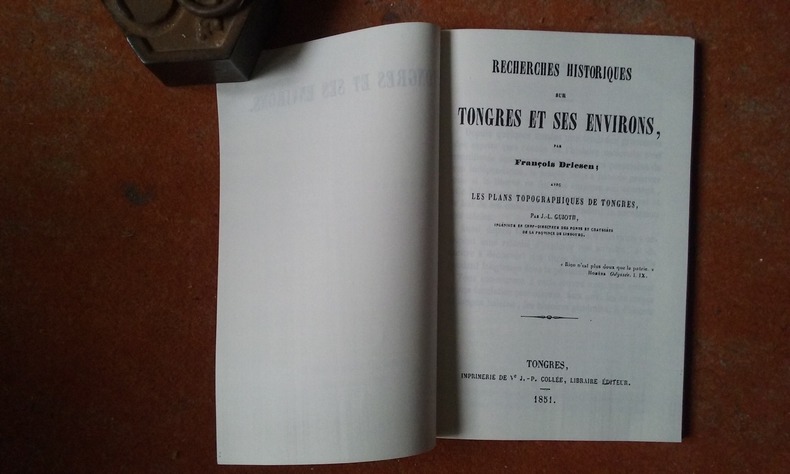 RECHERCHES HISTORIQUES
SUR
TONGRES ET SES ENVIRONS,
PAR
François Driesen;
AVEC
LES PLANS TOPOGRAPHIQUES DE TONGRES,
PAR J.-L. GUIOTH,
INGÉNIEUR EN CHEF-DIRECTEUR DES PONTS ET CHAUSSÉES
DE LA PROVINCE DE LIMBOURG.
« Rien n'est plus doux que la patrie. »
HOMÈRE Odyssée. l. IX.
TONGRES,
IMPRIMERIE DE Ve J.-P. COLLÉE, LIBRAIRE ÉDITEUR.
1851.